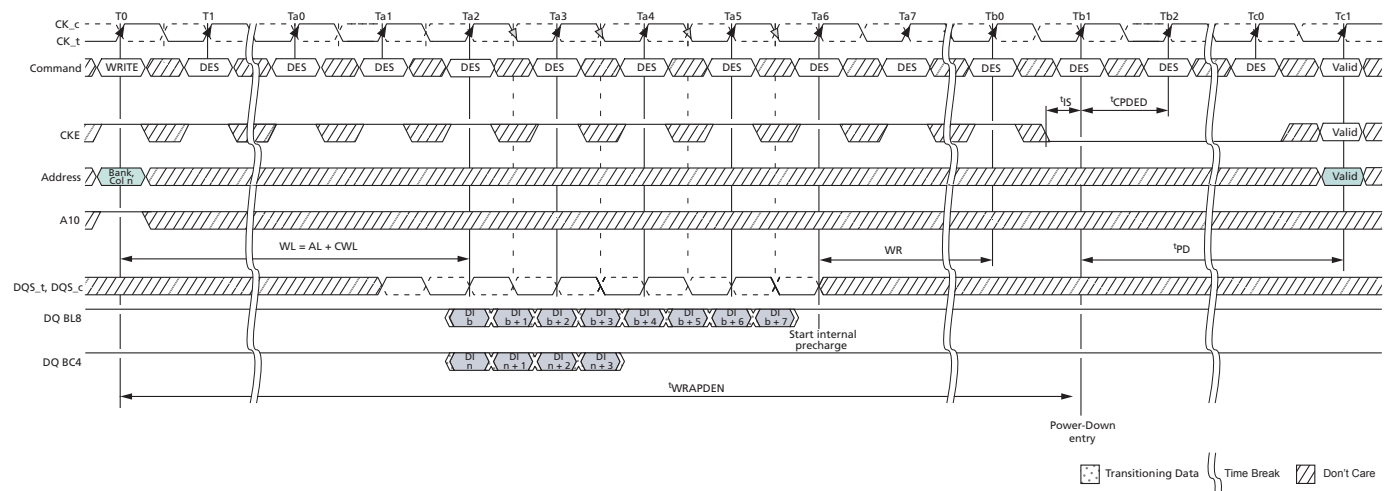 T0 T1 Ta0 Ta1 Ta2 Ta3 Ta4 Ta5 Ta6 Ta7 Tb0 Tb1 Tb2 Tc0 Tc1
CK_c
CK_t
Command WRITE DES DES DES DES DES DES DES DES DES DES DES DES DES Valid
tIS tCPDED
CKE Valid
Address Bank, Col n Valid
A10
WL = AL + CWL WR tPD
DQS_t, DQS_c
DQ BL8 DI b DI b + 1 DI b + 2 DI b + 3 DI b + 4 DI b + 5 DI b + 6 DI b + 7
Start internal
precharge
DQ BC4 DI n DI n + 1 DI n + 2 DI n + 3
tWRAPDEN
Power-Down
entry
Transitioning Data Time Break Don't Care